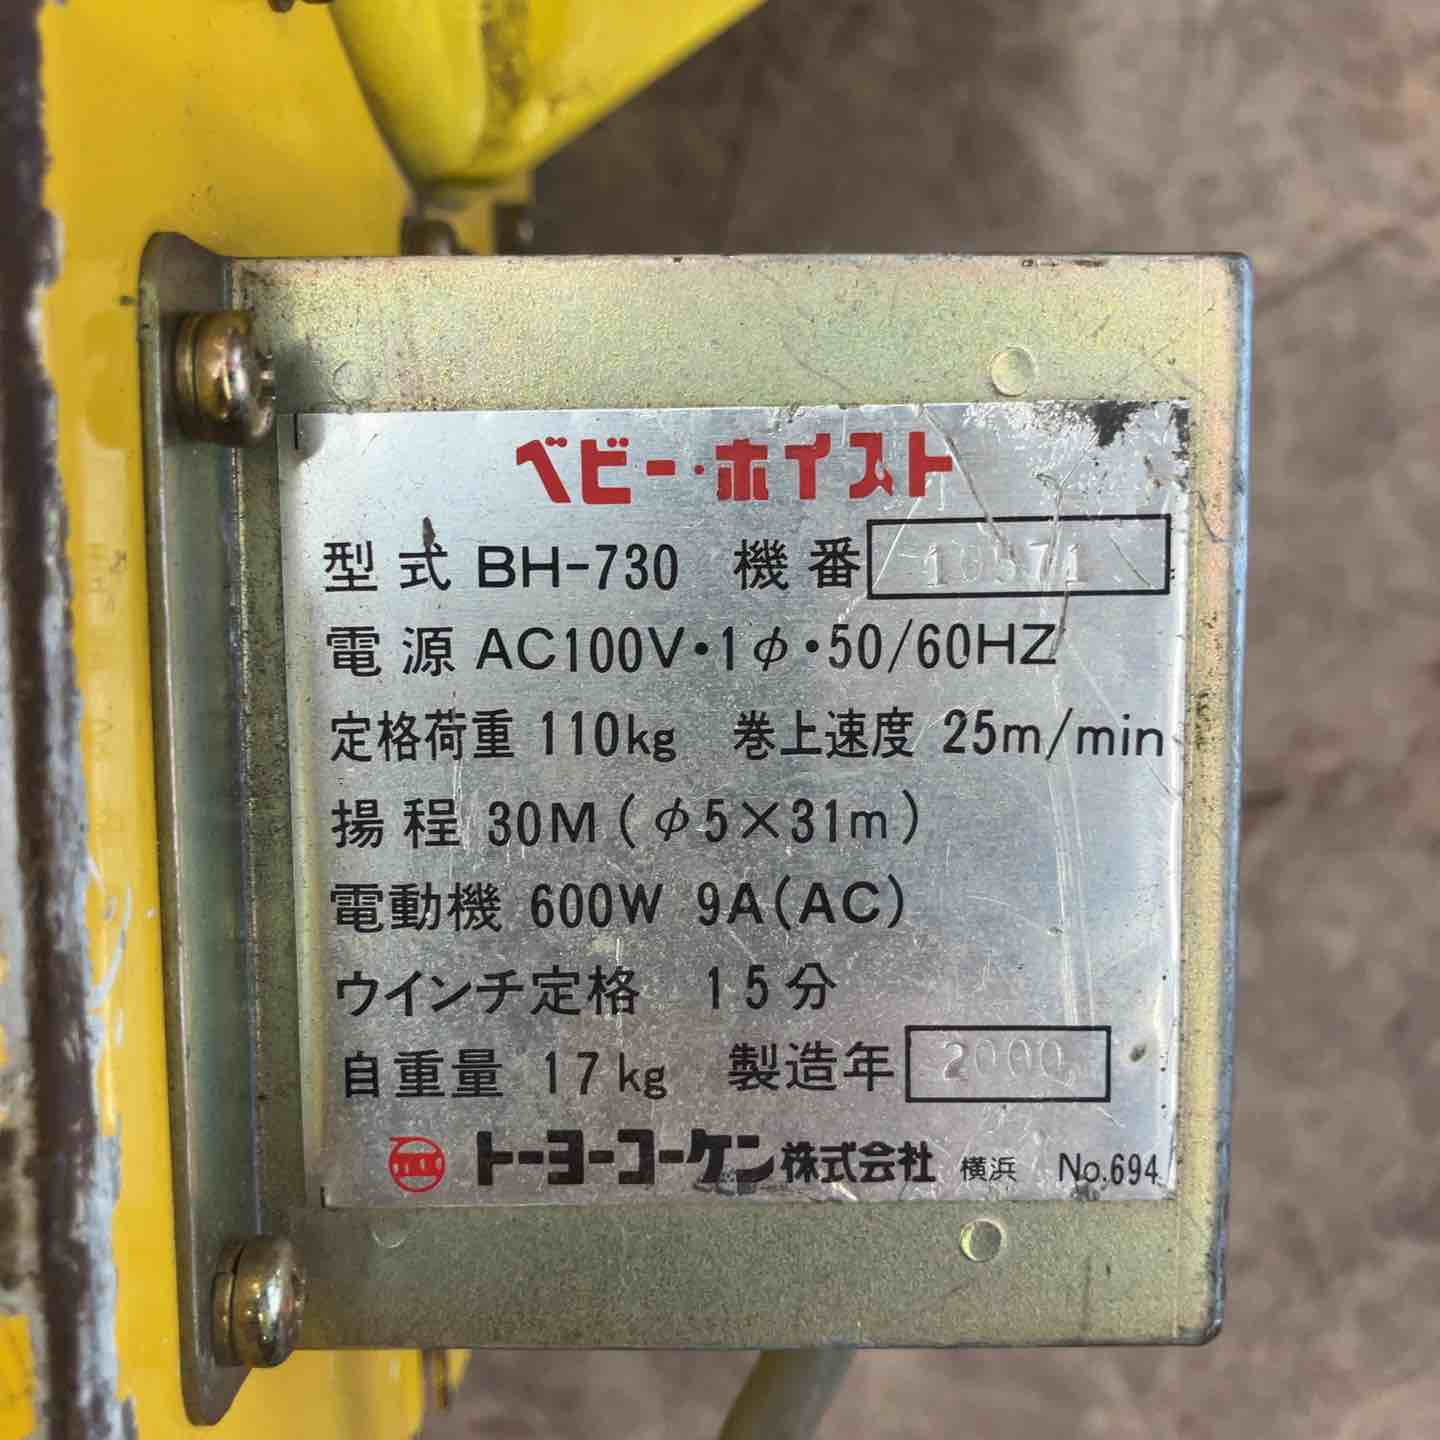 ベビー・ホイスト
型式 BH-730 機番 19571
電源 AC100V・1φ・50/60HZ
定格荷重 110kg 巻上速度 25m/min
揚程 30M(φ5×31m)
電動機 600W 9A(AC)
ウインチ定格 15分
自重量 17kg 製造年 2000
トーヨーコーケン株式会社 横浜 No.694